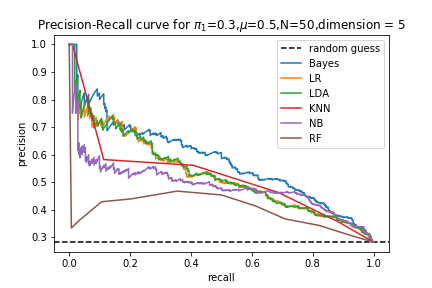 Precision-Recall curve for π₁=0.3,μ=0.5,N=50,dimension = 5
1.0
0.9
0.8
0.7
0.6
0.5
0.4
0.3
precision
random guess
Bayes
LR
LDA
KNN
NB
RF
0.0 0.2 0.4 0.6 0.8 1.0
recall